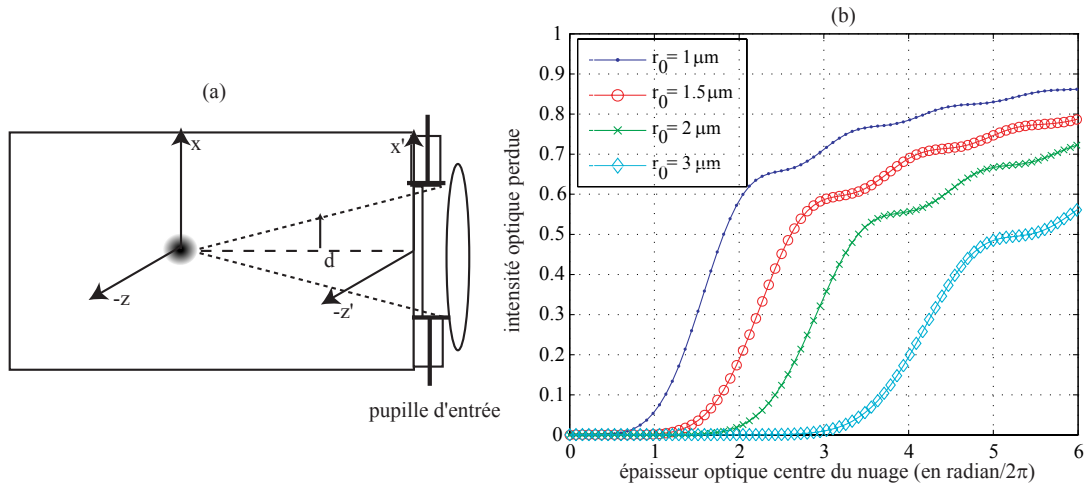 (a)
x
x'
d
-z
-z'
pupille d'entrée
(b)
1
0.9
0.8
0.7
0.6
0.5
0.4
0.3
0.2
0.1
0
intensité optique perdue
r0= 1 µm
r0= 1.5 µm
r0= 2 µm
r0= 3 µm
0 1 2 3 4 5 6
épaisseur optique centre du nuage (en radian/2π)